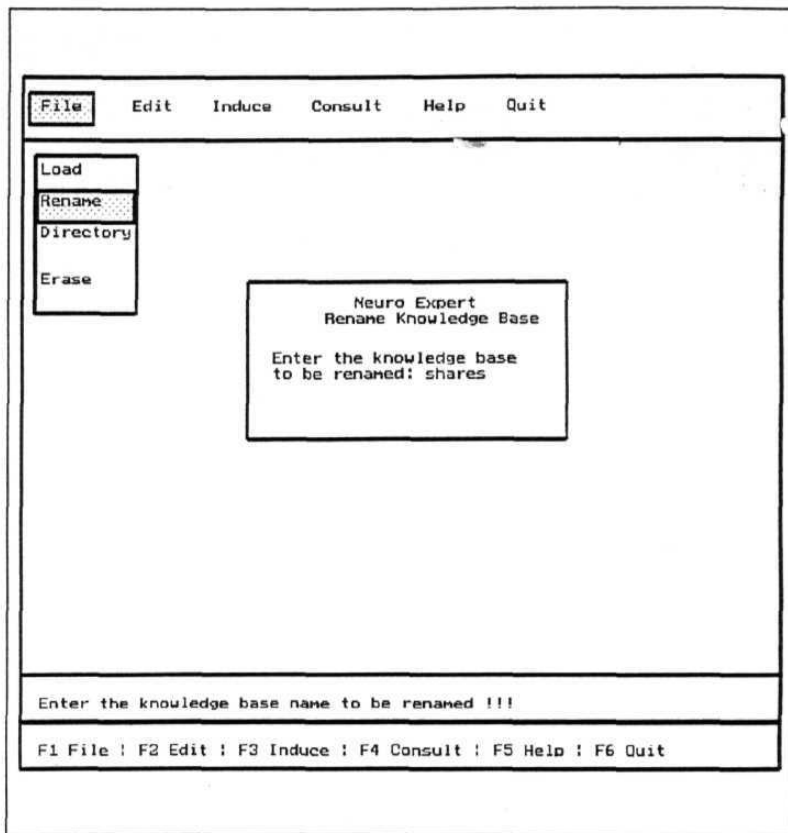 File Edit Induce Consult Help Quit
Load
Rename
Directory
Erase
Neuro Expert
Rename Knowledge Base
Enter the knowledge base
to be renamed: shares
Enter the knowledge base name to be renamed !!!
F1 File ¦ F2 Edit ¦ F3 Induce ¦ F4 Consult ¦ F5 Help ¦ F6 Quit